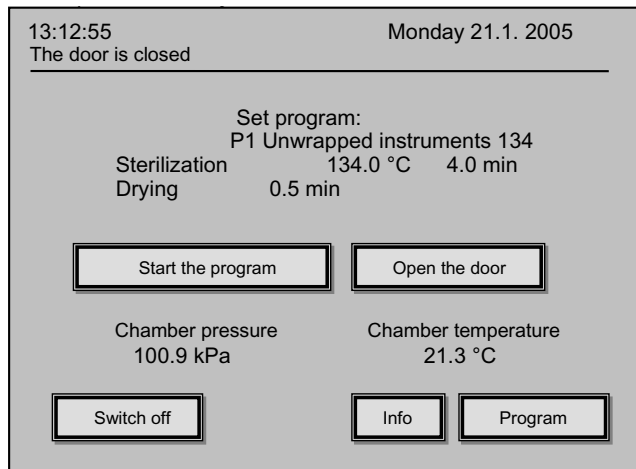 13:12:55 Monday 21.1. 2005
The door is closed
Set program:
P1 Unwrapped instruments 134
Sterilization 134.0 °C 4.0 min
Drying 0.5 min
Start the program Open the door
Chamber pressure Chamber temperature
100.9 kPa 21.3 °C
Switch off Info Program